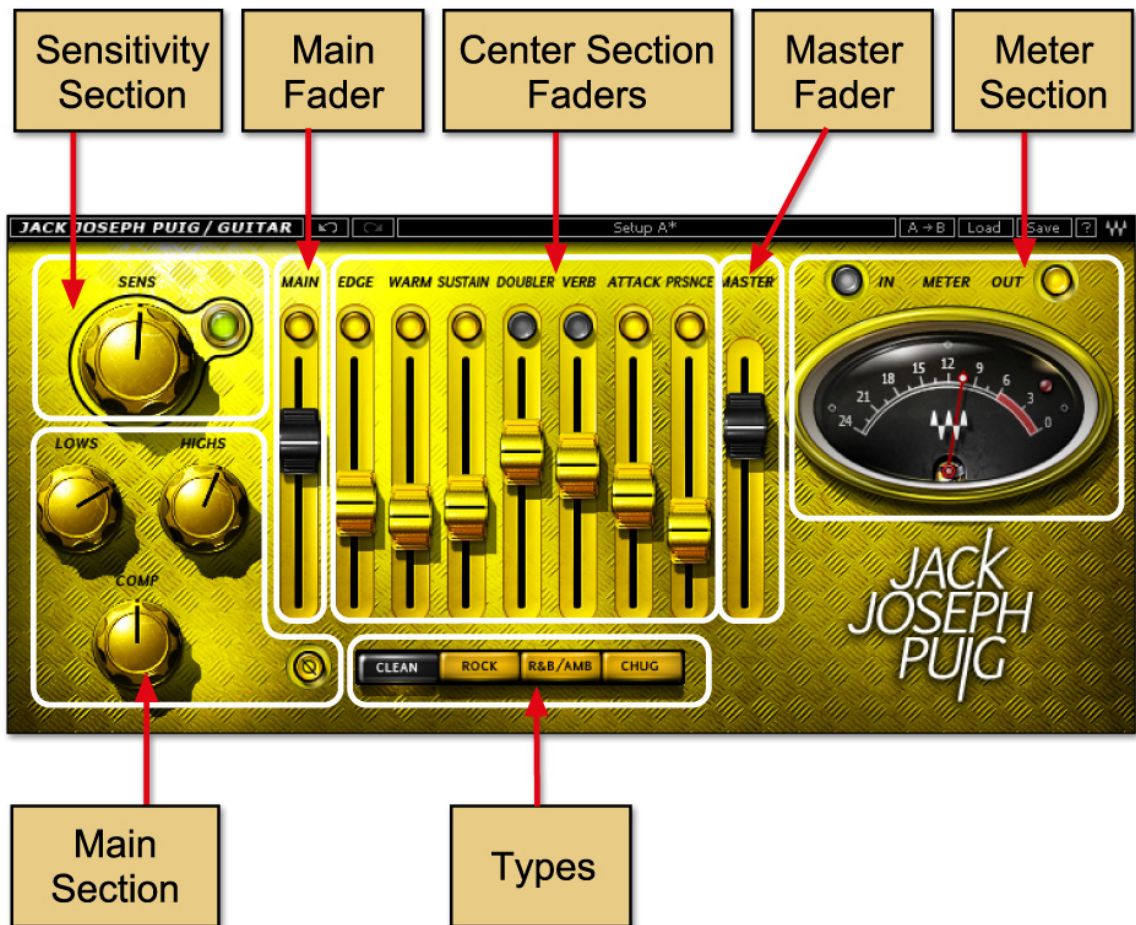 Sensitivity
Section
Main
Fader
Center Section
Faders
Master
Fader
Meter
Section
JACK JOSEPH PUIG / GUITAR
Setup A*
A→B
Load
Save
?
SENS
MAIN
EDGE
WARM
SUSTAIN
DOUBLER
VERB
ATTACK
PRSNCE
MASTER
IN
METER
OUT
24
21
18
15
12
9
6
3
0
LOWS
HIGHS
COMP
CLEAN
ROCK
R&B/AMB
CHUG
JACK
JOSEPH
PUIG
Main
Section
Types